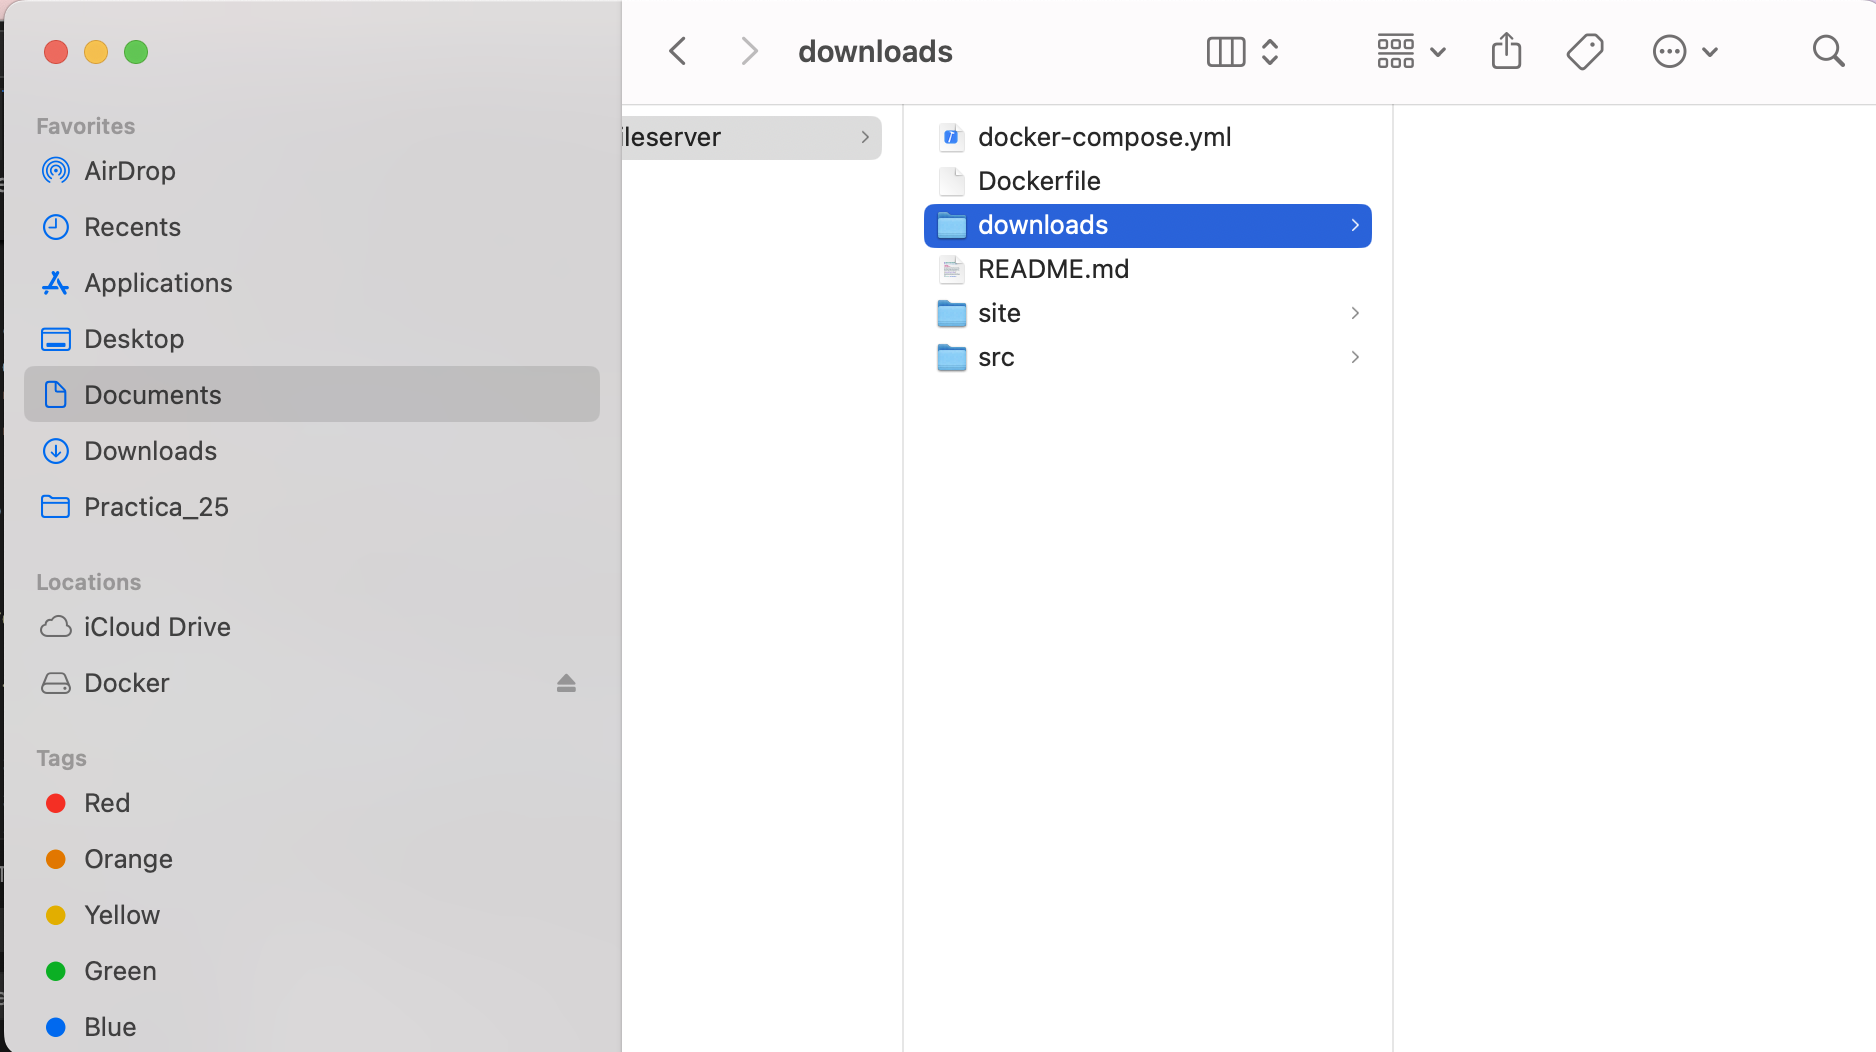 downloads
Favorites
AirDrop
Recents
Applications
Desktop
Documents
Downloads
Practica_25
Locations
iCloud Drive
Docker
Tags
Red
Orange
Yellow
Green
Blue
ileserver
docker-compose.yml
Dockerfile
downloads
README.md
site
src